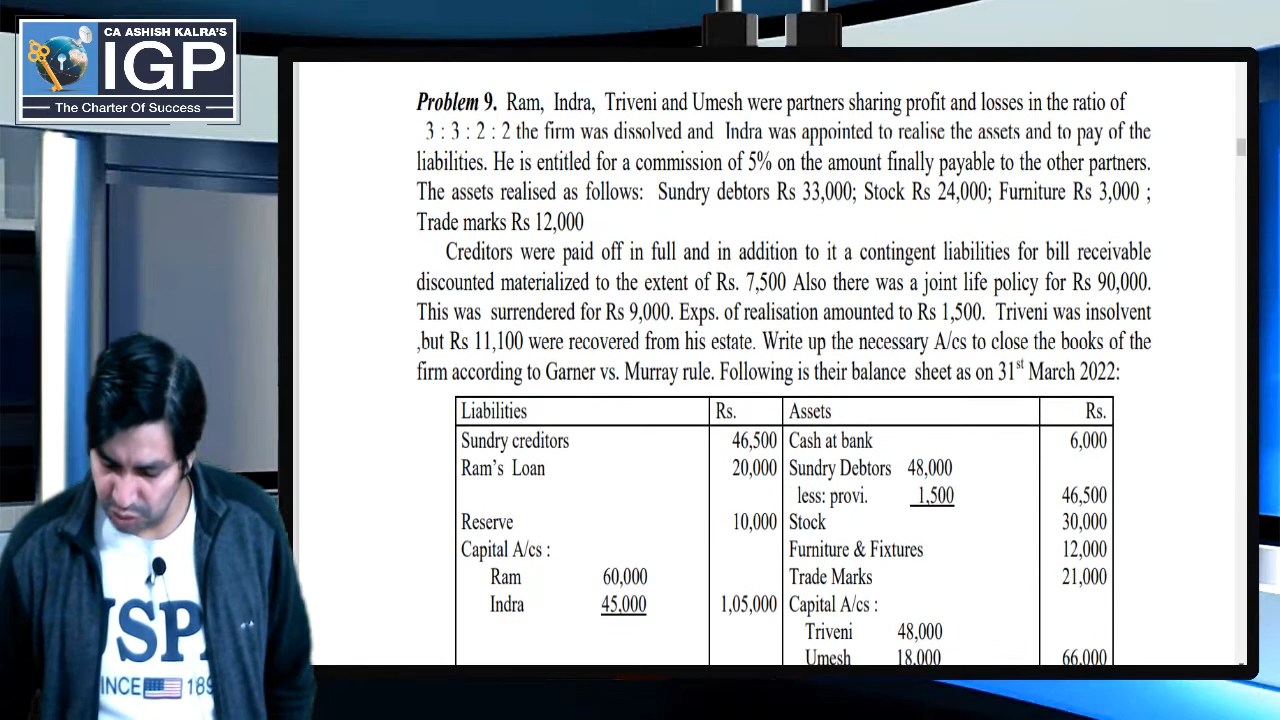 CA ASHISH KALRA'S
IGP
The Charter Of Success
Problem 9. Ram, Indra, Triveni and Umesh were partners sharing profit and losses in the ratio of
3 : 3 : 2 : 2 the firm was dissolved and Indra was appointed to realise the assets and to pay of the
liabilities. He is entitled for a commission of 5% on the amount finally payable to the other partners.
The assets realised as follows: Sundry debtors Rs 33,000; Stock Rs 24,000; Furniture Rs 3,000 ;
Trade marks Rs 12,000
Creditors were paid off in full and in addition to it a contingent liabilities for bill receivable
discounted materialized to the extent of Rs. 7,500 Also there was a joint life policy for Rs 90,000.
This was surrendered for Rs 9,000. Exps. of realisation amounted to Rs 1,500. Triveni was insolvent
,but Rs 11,100 were recovered from his estate. Write up the necessary A/cs to close the books of the
firm according to Garner vs. Murray rule. Following is their balance sheet as on 31st March 2022:
Liabilities Rs. Assets Rs.
Sundry creditors 46,500 Cash at bank 6,000
Ram's Loan 20,000 Sundry Debtors 48,000
less: provi. 1,500 46,500
Reserve 10,000 Stock 30,000
Capital A/cs : Furniture & Fixtures 12,000
Ram 60,000 Trade Marks 21,000
Indra 45,000 1,05,000 Capital A/cs :
Triveni 48,000
Umesh 18,000 66,000
USP
INCE 189